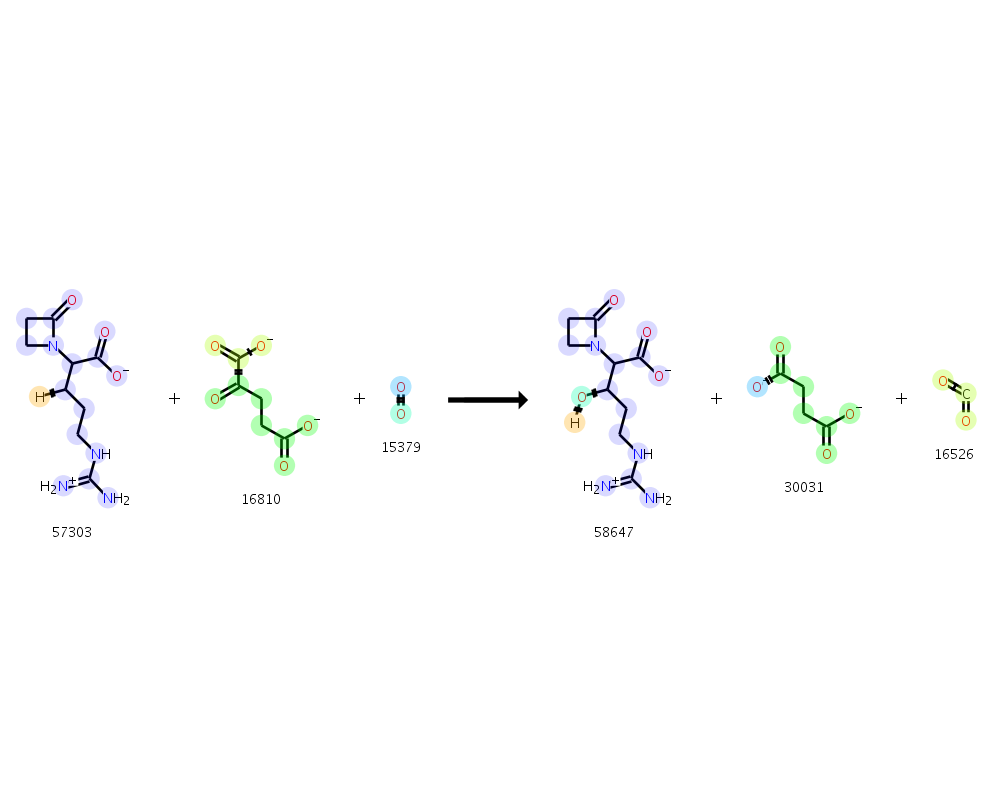 O
O
N
O⁻
H
NH
H₂N⁺
NH₂
57303
+
O
O⁻
O
O⁻
O
16810
+
O
O
15379
O
O
N
O⁻
O
H
NH
H₂N⁺
NH₂
58647
+
O
O⁻
O⁻
O
30031
+
O
C
O
16526